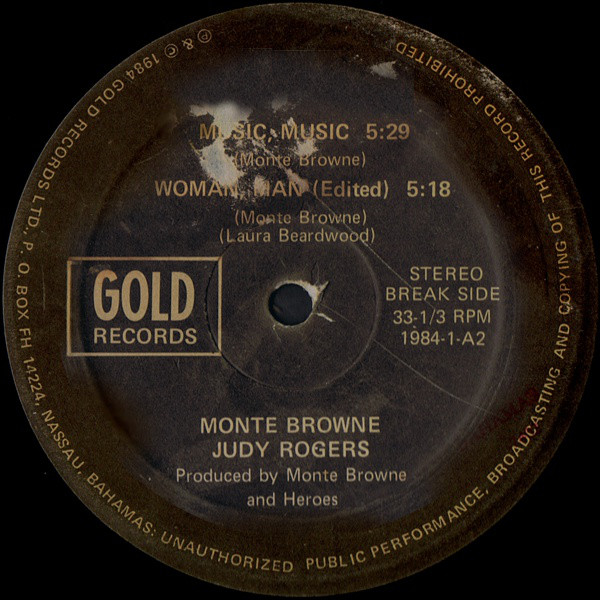 MUSIC, MUSIC 5:29
(Monte Browne)
WOMAN, MAN (Edited) 5:18
(Monte Browne)
(Laura Beardwood)
GOLD
RECORDS
STEREO
BREAK SIDE
33-1/3 RPM
1984-1-A2
MONTE BROWNE
JUDY ROGERS
Produced by Monte Browne
and Heroes
℗ & © 1984 GOLD RECORDS LTD., P. O. BOX FH 14224, NASSAU, BAHAMAS: UNAUTHORIZED PUBLIC PERFORMANCE, BROADCASTING AND COPYING OF THIS RECORD PROHIBITED